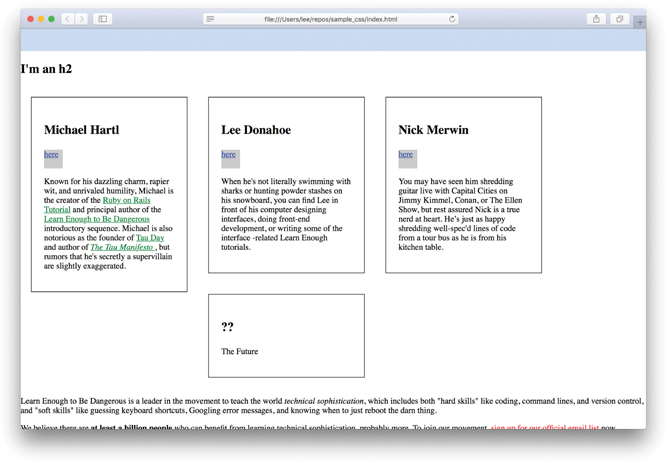 file:///Users/lee/repos/sample_css/index.html
I'm an h2
Michael Hartl
here
Known for his dazzling charm, rapier
wit, and unrivaled humility, Michael is
the creator of the Ruby on Rails
Tutorial and principal author of the
Learn Enough to Be Dangerous
introductory sequence. Michael is also
notorious as the founder of Tau Day
and author of The Tau Manifesto , but
rumors that he's secretly a supervillain
are slightly exaggerated.
Lee Donahoe
here
When he's not literally swimming with
sharks or hunting powder stashes on
his snowboard, you can find Lee in
front of his computer designing
interfaces, doing front-end
development, or writing some of the
interface -related Learn Enough
tutorials.
Nick Merwin
here
You may have seen him shredding
guitar live with Capital Cities on
Jimmy Kimmel, Conan, or The Ellen
Show, but rest assured Nick is a true
nerd at heart. He's just as happy
shredding well-spec'd lines of code
from a tour bus as he is from his
kitchen table.
??
The Future
Learn Enough to Be Dangerous is a leader in the movement to teach the world technical sophistication, which includes both "hard skills" like coding, command lines, and version control,
and "soft skills" like guessing keyboard shortcuts, Googling error messages, and knowing when to just reboot the darn thing.
We believe there are at least a billion people who can benefit from learning technical sophistication, probably more. To join our movement, sign up for our official email list now.